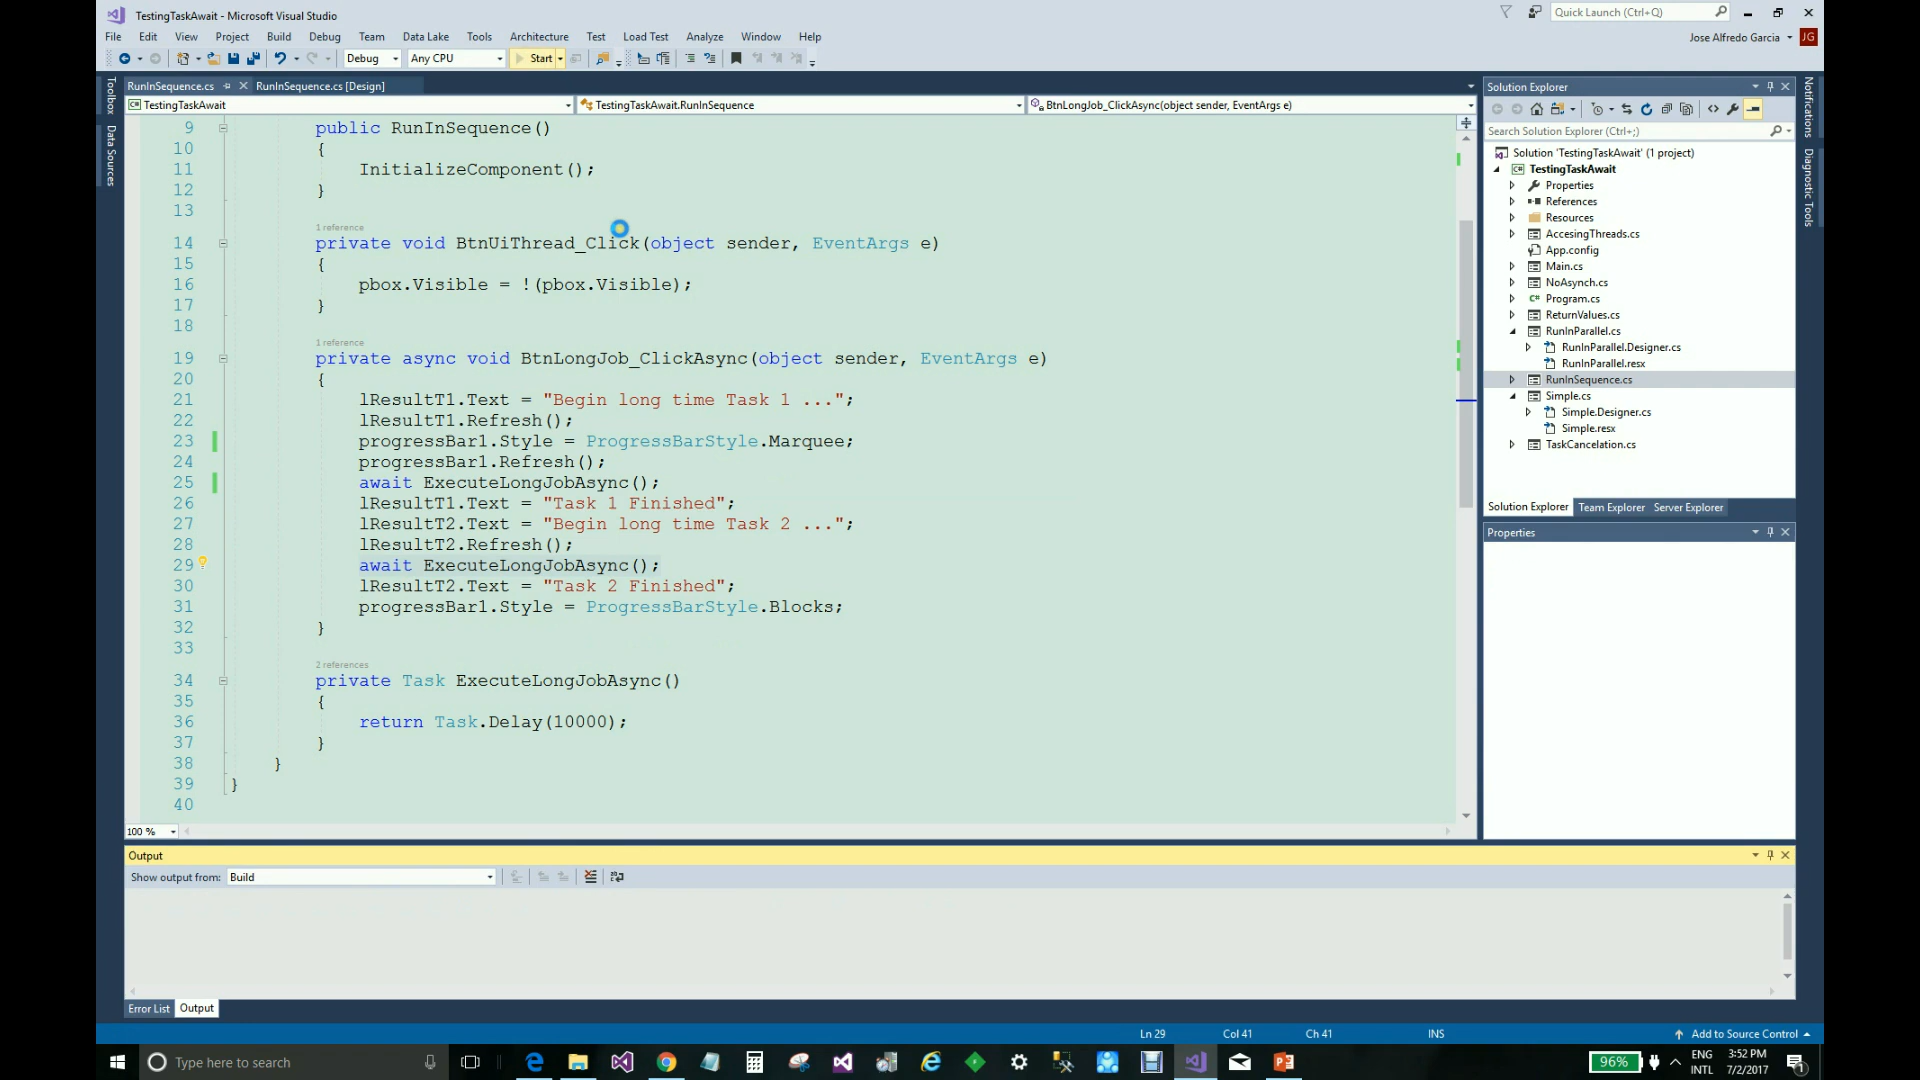 TestingTaskAwait - Microsoft Visual Studio
Quick Launch (Ctrl+Q)
File Edit View Project Build Debug Team Data Lake Tools Architecture Test Load Test Analyze Window Help
Jose Alfredo Garcia JG
Debug Any CPU Start
Toolbox
Data Sources
RunInSequence.cs RunInSequence.cs [Design]
TestingTaskAwait TestingTaskAwait.RunInSequence BtnLongJob_ClickAsync(object sender, EventArgs e)
9 public RunInSequence()
10 {
11 InitializeComponent();
12 }
13
1 reference
14 private void BtnUiThread_Click(object sender, EventArgs e)
15 {
16 pbox.Visible = !(pbox.Visible);
17 }
18
1 reference
19 private async void BtnLongJob_ClickAsync(object sender, EventArgs e)
20 {
21 lResultT1.Text = "Begin long time Task 1 ...";
22 lResultT1.Refresh();
23 progressBar1.Style = ProgressBarStyle.Marquee;
24 progressBar1.Refresh();
25 await ExecuteLongJobAsync();
26 lResultT1.Text = "Task 1 Finished";
27 lResultT2.Text = "Begin long time Task 2 ...";
28 lResultT2.Refresh();
29 await ExecuteLongJobAsync();
30 lResultT2.Text = "Task 2 Finished";
31 progressBar1.Style = ProgressBarStyle.Blocks;
32 }
33
2 references
34 private Task ExecuteLongJobAsync()
35 {
36 return Task.Delay(10000);
37 }
38 }
39 }
40
100 %
Output
Show output from: Build
Error List Output
Solution Explorer
Search Solution Explorer (Ctrl+;)
Solution 'TestingTaskAwait' (1 project)
TestingTaskAwait
Properties
References
Resources
AccesingThreads.cs
App.config
Main.cs
NoAsynch.cs
Program.cs
ReturnValues.cs
RunInParallel.cs
RunInParallel.Designer.cs
RunInParallel.resx
RunInSequence.cs
Simple.cs
Simple.Designer.cs
Simple.resx
TaskCancelation.cs
Solution Explorer Team Explorer Server Explorer
Properties
Notifications
Diagnostic Tools
Ln 29 Col 41 Ch 41 INS Add to Source Control
Type here to search
96% ENG INTL 3:52 PM 7/2/2017 1